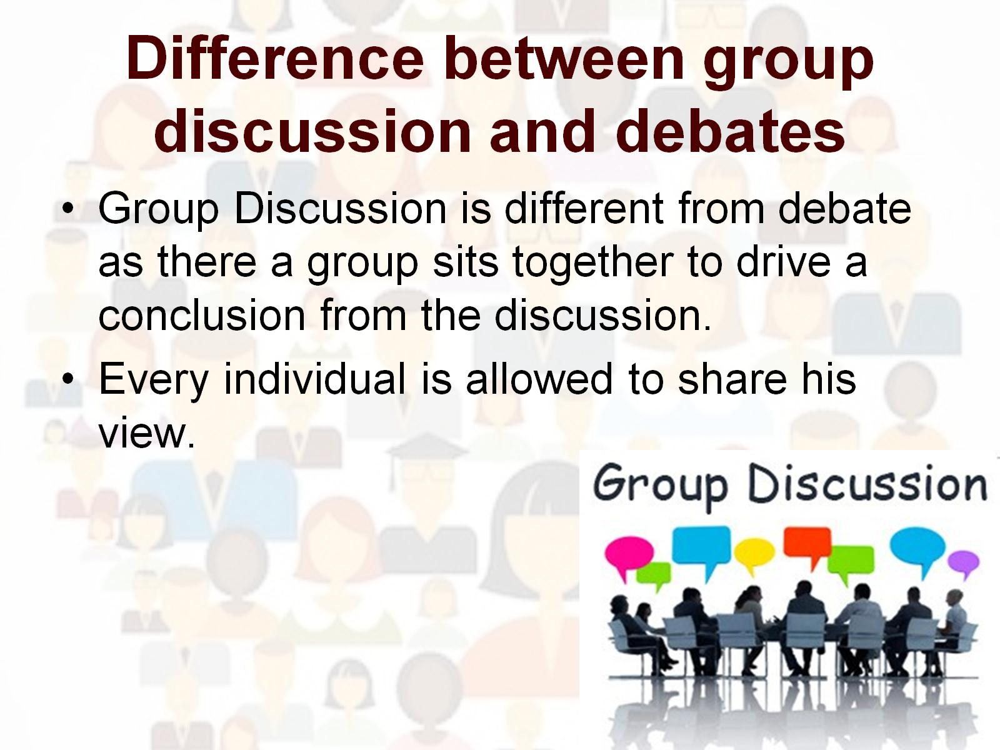 Difference between group
discussion and debates
• Group Discussion is different from debate
as there a group sits together to drive a
conclusion from the discussion.
• Every individual is allowed to share his
view.
Group Discussion